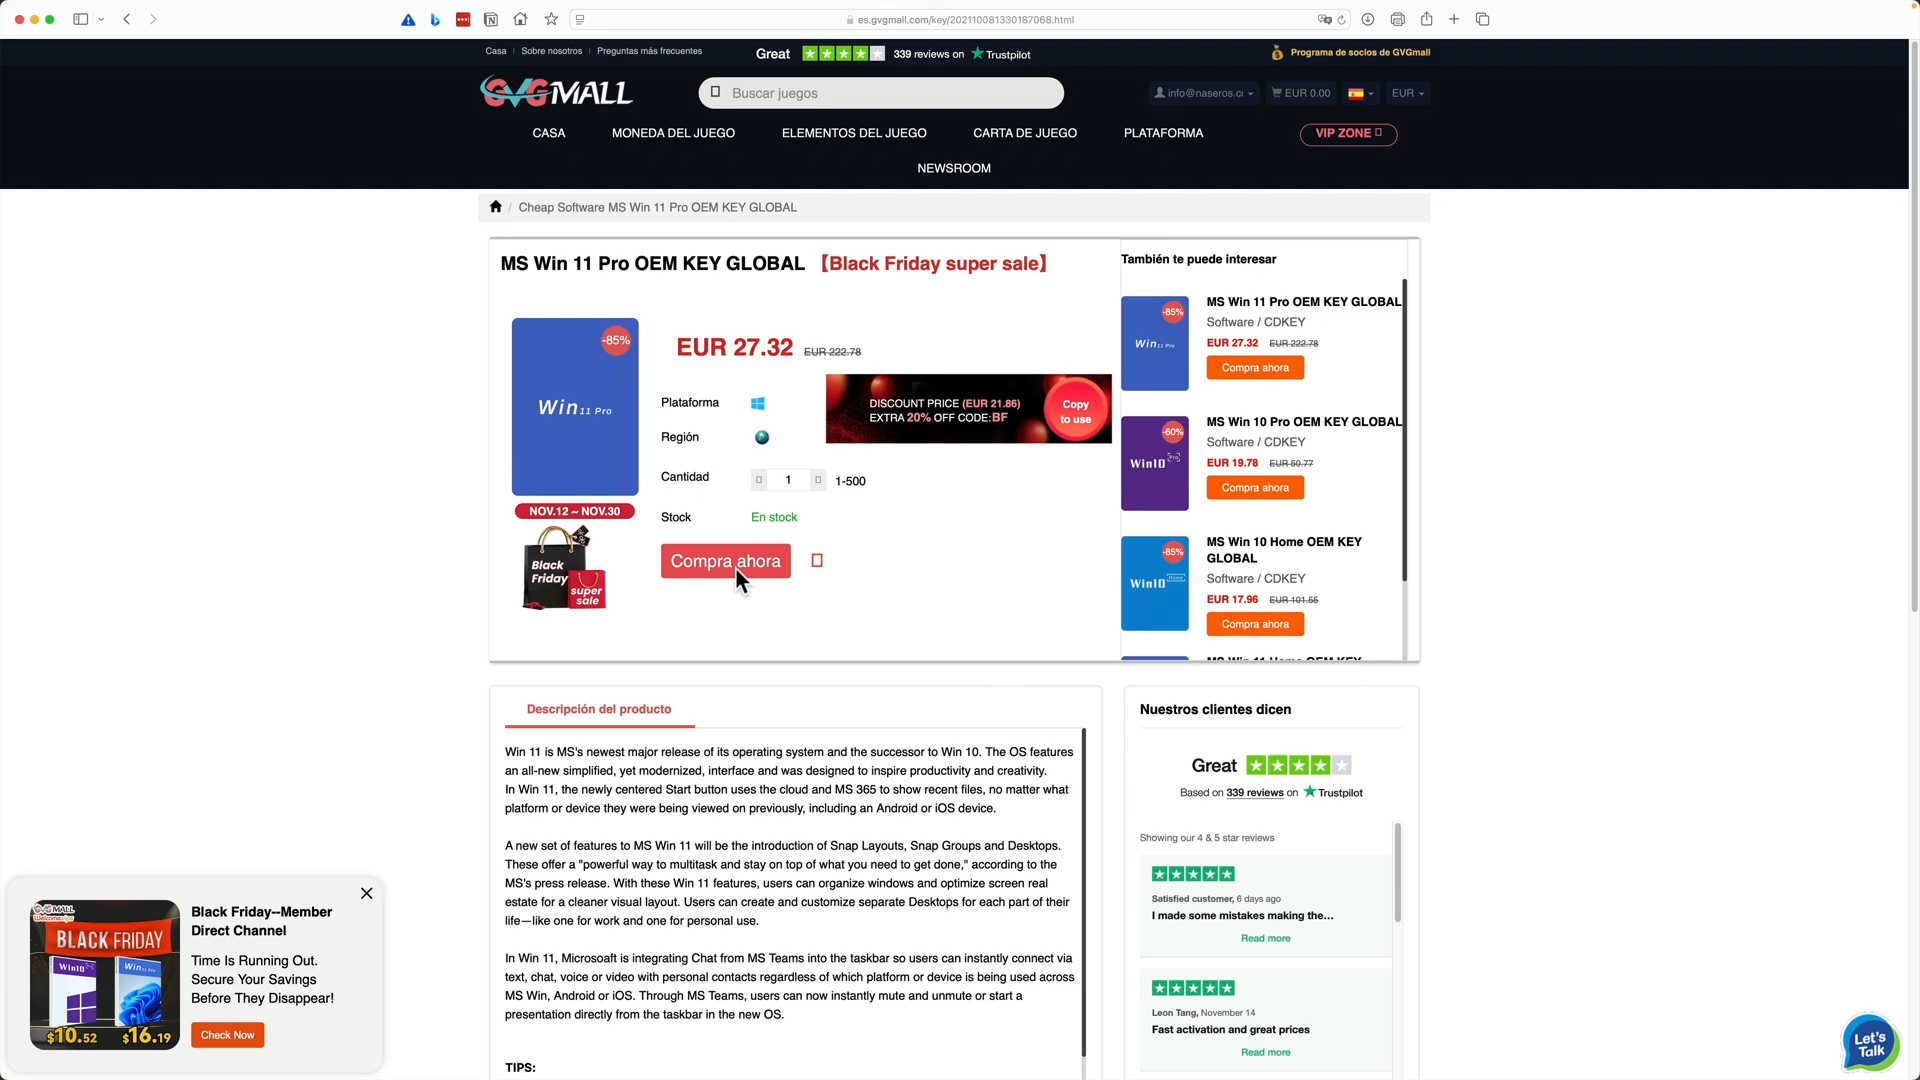 es.gvgmall.com/key/202110081330187068.html
Casa
Sobre nosotros
Preguntas más frecuentes
Great
339 reviews on Trustpilot
Programa de socios de GVGmall
GVGMALL
Buscar juegos
info@naseros.c
EUR 0.00
EUR
CASA
MONEDA DEL JUEGO
ELEMENTOS DEL JUEGO
CARTA DE JUEGO
PLATAFORMA
VIP ZONE
NEWSROOM
/ Cheap Software MS Win 11 Pro OEM KEY GLOBAL
MS Win 11 Pro OEM KEY GLOBAL 【Black Friday super sale】
-85%
Win 11 Pro
NOV.12 ~ NOV.30
Black
Friday
super
sale
EUR 27.32 EUR 222.78
Plataforma
DISCOUNT PRICE (EUR 21.86)
EXTRA 20% OFF CODE:BF
Copy
to use
Región
Cantidad
1
1-500
Stock
En stock
Compra ahora
También te puede interesar
-85%
Win 11 Pro
MS Win 11 Pro OEM KEY GLOBAL
Software / CDKEY
EUR 27.32 EUR 222.78
Compra ahora
-60%
Win10 Pro
MS Win 10 Pro OEM KEY GLOBAL
Software / CDKEY
EUR 19.78 EUR 50.77
Compra ahora
-85%
Win10 Home
MS Win 10 Home OEM KEY
GLOBAL
Software / CDKEY
EUR 17.96 EUR 101.55
Compra ahora
MS Win 11 Home OEM KEY
Descripción del producto
Win 11 is MS's newest major release of its operating system and the successor to Win 10. The OS features
an all-new simplified, yet modernized, interface and was designed to inspire productivity and creativity.
In Win 11, the newly centered Start button uses the cloud and MS 365 to show recent files, no matter what
platform or device they were being viewed on previously, including an Android or iOS device.
A new set of features to MS Win 11 will be the introduction of Snap Layouts, Snap Groups and Desktops.
These offer a "powerful way to multitask and stay on top of what you need to get done," according to the
MS's press release. With these Win 11 features, users can organize windows and optimize screen real
estate for a cleaner visual layout. Users can create and customize separate Desktops for each part of their
life—like one for work and one for personal use.
In Win 11, Microsoaft is integrating Chat from MS Teams into the taskbar so users can instantly connect via
text, chat, voice or video with personal contacts regardless of which platform or device is being used across
MS Win, Android or iOS. Through MS Teams, users can now instantly mute and unmute or start a
presentation directly from the taskbar in the new OS.
TIPS:
Nuestros clientes dicen
Great
Based on 339 reviews on Trustpilot
Showing our 4 & 5 star reviews
Satisfied customer, 6 days ago
I made some mistakes making the...
Read more
Leon Tang, November 14
Fast activation and great prices
Read more
GVGMALL
BLACK FRIDAY
Win10
Win 11 Pro
$10.52
$16.19
Black Friday--Member
Direct Channel
Time Is Running Out.
Secure Your Savings
Before They Disappear!
Check Now
Let's
Talk